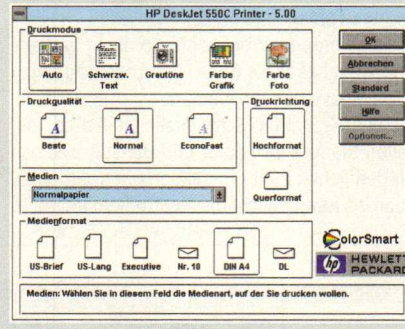 HP DeskJet 550C Printer - 5.00
Druckmodus
Auto
Schwrzw. Text
Grautöne
Farbe Grafik
Farbe Foto
OK
Abbrechen
Standard
Hilfe
Optionen...
Druckqualität
Beste
Normal
EconoFast
Druckrichtung
Hochformat
Querformat
Medien
Normalpapier
Medienformat
US-Brief
US-Lang
Executive
Nr. 10
DIN A4
DL
ColorSmart
hp HEWLETT
PACKARD
Medien: Wählen Sie in diesem Feld die Medienart, auf der Sie drucken wollen.